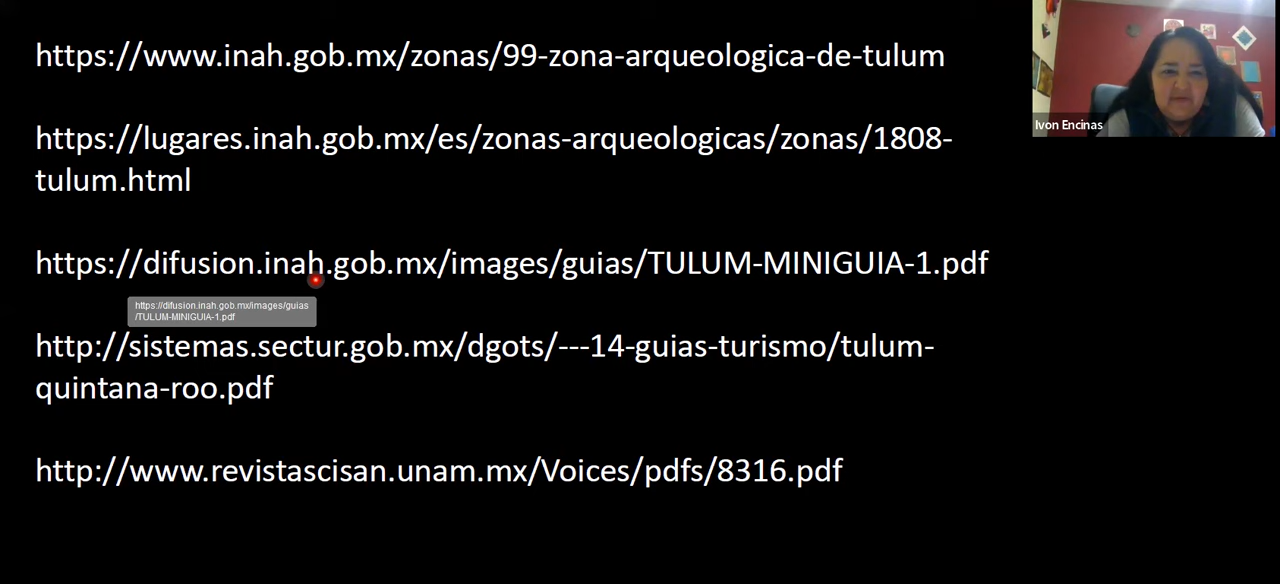 https://www.inah.gob.mx/zonas/99-zona-arqueologica-de-tulum
https://lugares.inah.gob.mx/es/zonas-arqueologicas/zonas/1808-
tulum.html
https://difusion.inah.gob.mx/images/guias/TULUM-MINIGUIA-1.pdf
https://difusion.inah.gob.mx/images/guias
/TULUM-MINIGUIA-1.pdf
http://sistemas.sectur.gob.mx/dgots/---14-guias-turismo/tulum-
quintana-roo.pdf
http://www.revistascisan.unam.mx/Voices/pdfs/8316.pdf
Ivon Encinas